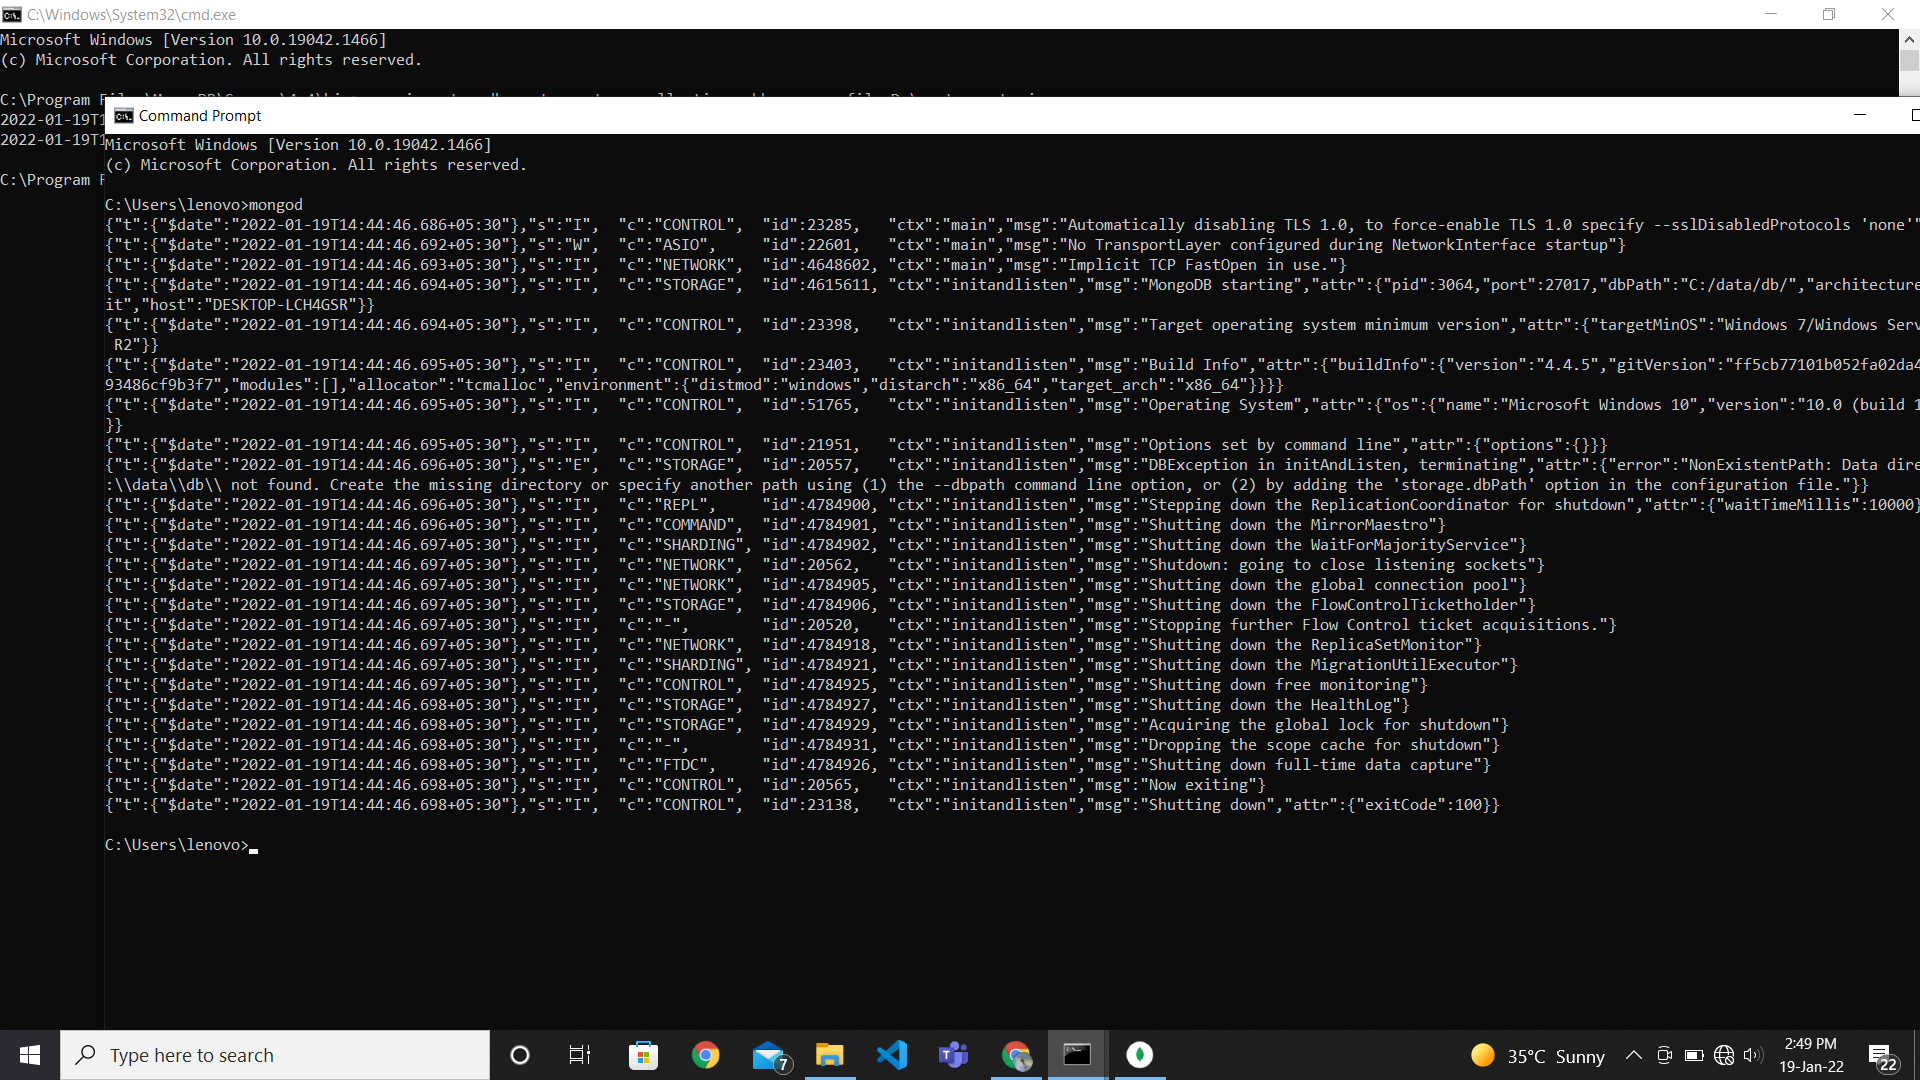 C:\Windows\System32\cmd.exe
Microsoft Windows [Version 10.0.19042.1466]
(c) Microsoft Corporation. All rights reserved.
C:\Program
2022-01-19T1
2022-01-19T1
C:\Program
Command Prompt
Microsoft Windows [Version 10.0.19042.1466]
(c) Microsoft Corporation. All rights reserved.
C:\Users\lenovo>mongod
{"t":{"$date":"2022-01-19T14:44:46.686+05:30"},"s":"I", "c":"CONTROL", "id":23285, "ctx":"main","msg":"Automatically disabling TLS 1.0, to force-enable TLS 1.0 specify --sslDisabledProtocols 'none'"
{"t":{"$date":"2022-01-19T14:44:46.692+05:30"},"s":"W", "c":"ASIO", "id":22601, "ctx":"main","msg":"No TransportLayer configured during NetworkInterface startup"}
{"t":{"$date":"2022-01-19T14:44:46.693+05:30"},"s":"I", "c":"NETWORK", "id":4648602, "ctx":"main","msg":"Implicit TCP FastOpen in use."}
{"t":{"$date":"2022-01-19T14:44:46.694+05:30"},"s":"I", "c":"STORAGE", "id":4615611, "ctx":"initandlisten","msg":"MongoDB starting","attr":{"pid":3064,"port":27017,"dbPath":"C:/data/db/","architecture
it","host":"DESKTOP-LCH4GSR"}}
{"t":{"$date":"2022-01-19T14:44:46.694+05:30"},"s":"I", "c":"CONTROL", "id":23398, "ctx":"initandlisten","msg":"Target operating system minimum version","attr":{"targetMinOS":"Windows 7/Windows Serv
R2"}}
{"t":{"$date":"2022-01-19T14:44:46.695+05:30"},"s":"I", "c":"CONTROL", "id":23403, "ctx":"initandlisten","msg":"Build Info","attr":{"buildInfo":{"version":"4.4.5","gitVersion":"ff5cb77101b052fa02da4
93486cf9b3f7","modules":[],"allocator":"tcmalloc","environment":{"distmod":"windows","distarch":"x86_64","target_arch":"x86_64"}}}}
{"t":{"$date":"2022-01-19T14:44:46.695+05:30"},"s":"I", "c":"CONTROL", "id":51765, "ctx":"initandlisten","msg":"Operating System","attr":{"os":{"name":"Microsoft Windows 10","version":"10.0 (build 1
}}
{"t":{"$date":"2022-01-19T14:44:46.695+05:30"},"s":"I", "c":"CONTROL", "id":21951, "ctx":"initandlisten","msg":"Options set by command line","attr":{"options":{}}}
{"t":{"$date":"2022-01-19T14:44:46.696+05:30"},"s":"E", "c":"STORAGE", "id":20557, "ctx":"initandlisten","msg":"DBException in initAndListen, terminating","attr":{"error":"NonExistentPath: Data dire
:\\data\\db\\ not found. Create the missing directory or specify another path using (1) the --dbpath command line option, or (2) by adding the 'storage.dbPath' option in the configuration file."}}
{"t":{"$date":"2022-01-19T14:44:46.696+05:30"},"s":"I", "c":"REPL", "id":4784900, "ctx":"initandlisten","msg":"Stepping down the ReplicationCoordinator for shutdown","attr":{"waitTimeMillis":10000}
{"t":{"$date":"2022-01-19T14:44:46.696+05:30"},"s":"I", "c":"COMMAND", "id":4784901, "ctx":"initandlisten","msg":"Shutting down the MirrorMaestro"}
{"t":{"$date":"2022-01-19T14:44:46.697+05:30"},"s":"I", "c":"SHARDING", "id":4784902, "ctx":"initandlisten","msg":"Shutting down the WaitForMajorityService"}
{"t":{"$date":"2022-01-19T14:44:46.697+05:30"},"s":"I", "c":"NETWORK", "id":20562, "ctx":"initandlisten","msg":"Shutdown: going to close listening sockets"}
{"t":{"$date":"2022-01-19T14:44:46.697+05:30"},"s":"I", "c":"NETWORK", "id":4784905, "ctx":"initandlisten","msg":"Shutting down the global connection pool"}
{"t":{"$date":"2022-01-19T14:44:46.697+05:30"},"s":"I", "c":"STORAGE", "id":4784906, "ctx":"initandlisten","msg":"Shutting down the FlowControlTicketholder"}
{"t":{"$date":"2022-01-19T14:44:46.697+05:30"},"s":"I", "c":"-", "id":20520, "ctx":"initandlisten","msg":"Stopping further Flow Control ticket acquisitions."}
{"t":{"$date":"2022-01-19T14:44:46.697+05:30"},"s":"I", "c":"NETWORK", "id":4784918, "ctx":"initandlisten","msg":"Shutting down the ReplicaSetMonitor"}
{"t":{"$date":"2022-01-19T14:44:46.697+05:30"},"s":"I", "c":"SHARDING", "id":4784921, "ctx":"initandlisten","msg":"Shutting down the MigrationUtilExecutor"}
{"t":{"$date":"2022-01-19T14:44:46.697+05:30"},"s":"I", "c":"CONTROL", "id":4784925, "ctx":"initandlisten","msg":"Shutting down free monitoring"}
{"t":{"$date":"2022-01-19T14:44:46.698+05:30"},"s":"I", "c":"STORAGE", "id":4784927, "ctx":"initandlisten","msg":"Shutting down the HealthLog"}
{"t":{"$date":"2022-01-19T14:44:46.698+05:30"},"s":"I", "c":"STORAGE", "id":4784929, "ctx":"initandlisten","msg":"Acquiring the global lock for shutdown"}
{"t":{"$date":"2022-01-19T14:44:46.698+05:30"},"s":"I", "c":"-", "id":4784931, "ctx":"initandlisten","msg":"Dropping the scope cache for shutdown"}
{"t":{"$date":"2022-01-19T14:44:46.698+05:30"},"s":"I", "c":"FTDC", "id":4784926, "ctx":"initandlisten","msg":"Shutting down full-time data capture"}
{"t":{"$date":"2022-01-19T14:44:46.698+05:30"},"s":"I", "c":"CONTROL", "id":20565, "ctx":"initandlisten","msg":"Now exiting"}
{"t":{"$date":"2022-01-19T14:44:46.698+05:30"},"s":"I", "c":"CONTROL", "id":23138, "ctx":"initandlisten","msg":"Shutting down","attr":{"exitCode":100}}
C:\Users\lenovo>
Type here to search
7
35°C Sunny
2:49 PM
19-Jan-22
22